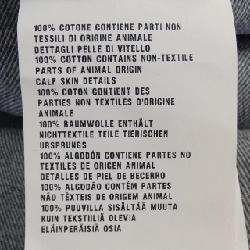 100% COTONE CONTIENE PARTI NON
TESSILI DI ORIGINE ANIMALE
DETTAGLI PELLE DI VITELLO
100% COTTON CONTAINS NON-TEXTILE
PARTS OF ANIMAL ORIGIN
CALF SKIN DETAILS
100% COTON CONTIENT DES
PARTIES NON TEXTILES D'ORIGINE
ANIMALE
100% BAUMWOLLE ENTHÄLT
NICHTTEXTILE TEILE TIERISCHEN
URSPRUNGS
100% ALGODÓN CONTIENE PARTES NO
TEXTILES DE ORIGEN ANIMAL
DETALLES DE PIEL DE BECERRO
100% ALGODÃO CONTÉM PARTES
NÃO TÊXTEIS DE ORIGEM ANIMAL
100% PUUVILLA SISÄLTÄÄ MUUTA
KUIN TEKSTIILIÄ OLEVIA
ELÄINPERÄISIÄ OSIA